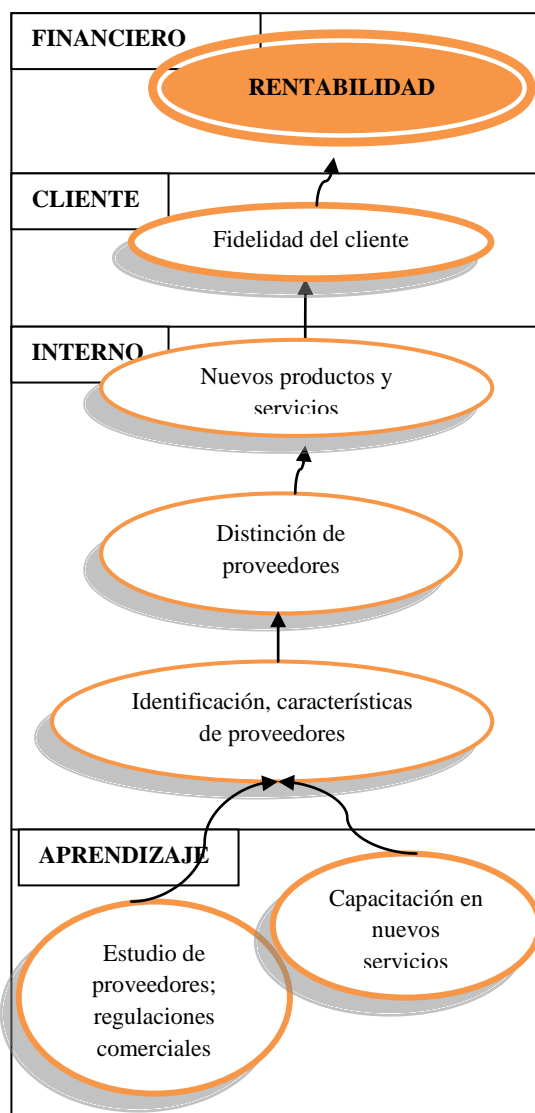 FINANCIERO
RENTABILIDAD
CLIENTE
Fidelidad del cliente
INTERNO
Nuevos productos y
servicios
Distinción de
proveedores
Identificación, características
de proveedores
APRENDIZAJE
Capacitación en
nuevos
servicios
Estudio de
proveedores;
regulaciones
comerciales